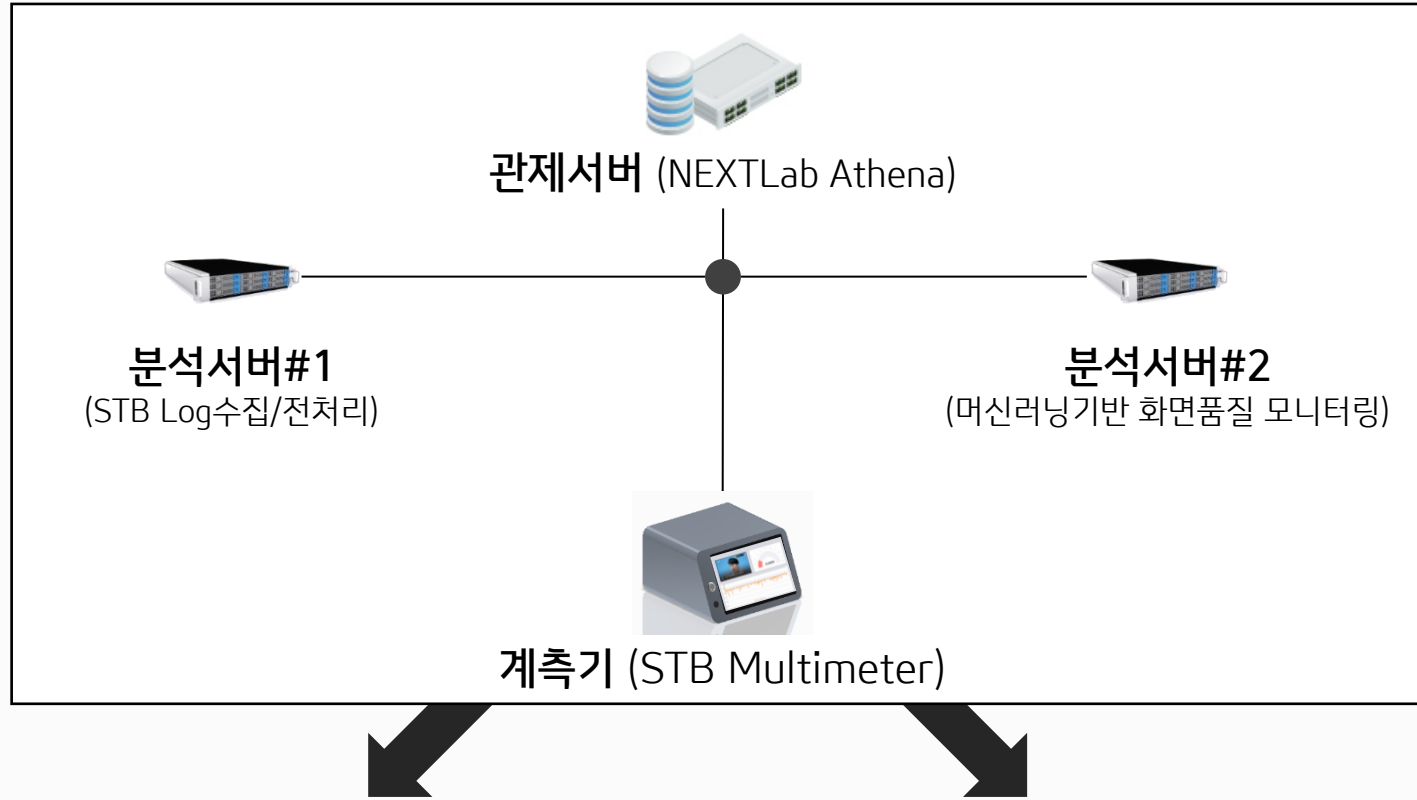 관제서버 (NEXTLab Athena)
분석서버#1
(STB Log수집/전처리)
분석서버#2
(머신러닝기반 화면품질 모니터링)
계측기 (STB Multimeter)